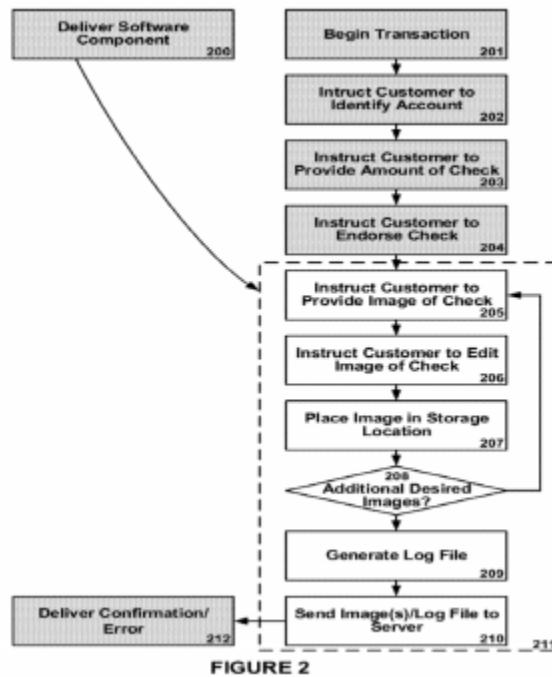 Deliver Software
Component
200
Begin Transaction
201
Intruct Customer to
Identify Account
202
Instruct Customer to
Provide Amount of Check
203
Instruct Customer to
Endorse Check
204
Instruct Customer to
Provide Image of Check
205
Instruct Customer to Edit
Image of Check
206
Place Image in Storage
Location
207
208
Additional Desired
Images?
Generate Log File
209
Deliver Confirmation/
Error
212
Send Image(s)/Log File to
Server
210
211
FIGURE 2